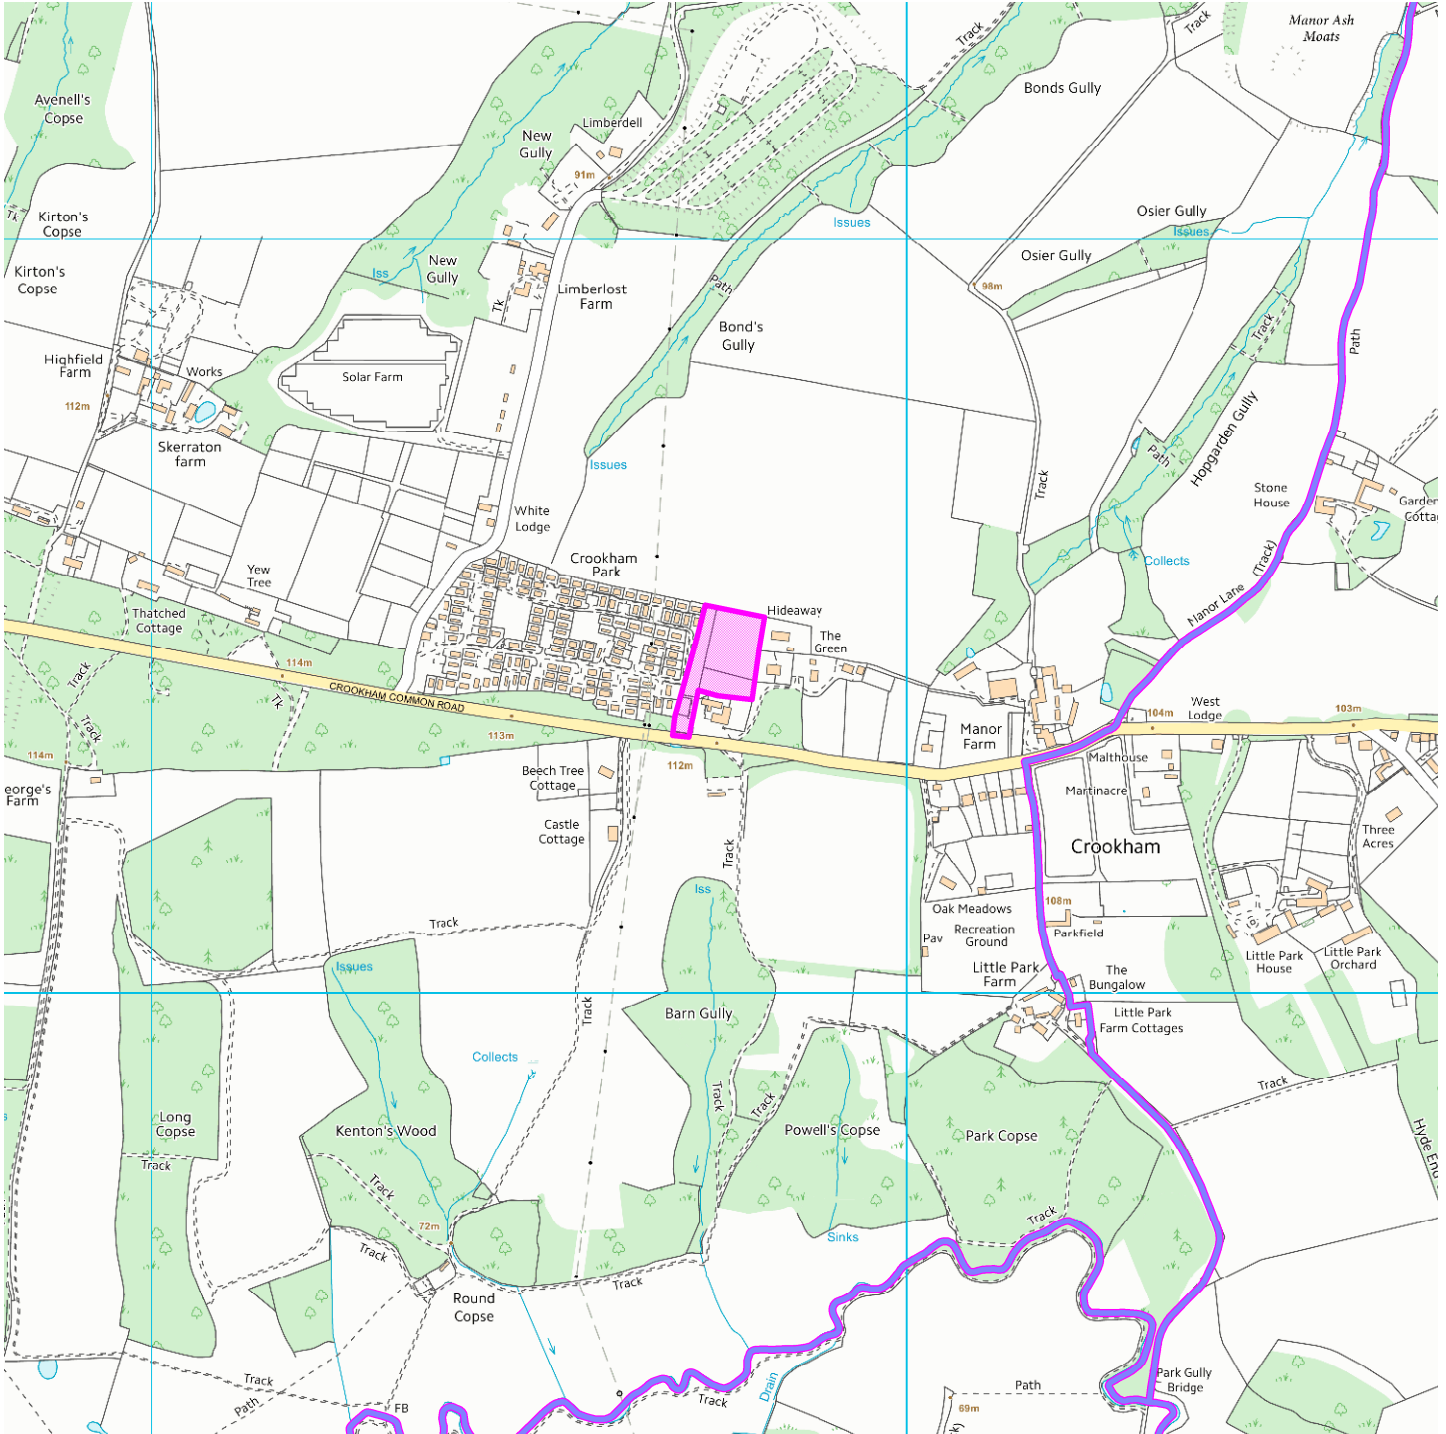 Manor Ash
Moats
Track
Track
Bonds Gully
Avenell's
Copse
Limberdell
New
Gully
91m
Tk
Kirton's
Copse
Issues
Osier Gully
Issues
Osier Gully
Kirton's
Copse
Iss
New
Gully
Limberlost
Farm
Tk
Path
98m
Bond's
Gully
Track
Path
Highfield
Farm
Works
Solar Farm
112m
Skerraton
farm
Issues
Path
Hopgarden Gully
Track
Stone
House
Garden
Cotta
White
Lodge
Crookham
Park
Collects
Yew
Tree
Thatched
Cottage
Hideaway
The
Green
Manor Lane
(Track)
Track
114m
Tk
CROOKHAM COMMON ROAD
113m
Track
114m
112m
Manor
Farm
104m
West
Lodge
103m
Malthouse
Beech Tree
Cottage
Martinacre
eorge's
Farm
Castle
Cottage
Track
Crookham
Three
Acres
Iss
Track
Oak Meadows
108m
Pav
Recreation
Ground
Parkfield
Little Park
House
Little Park
Orchard
Issues
Little Park
Farm
The
Bungalow
Track
Barn Gully
Little Park
Farm Cottages
Collects
Track
Track
Track
Long
Copse
Kenton's Wood
Powell's Copse
Park Copse
Hyde End
Track
Track
72m
Track
Track
Sinks
Track
Round
Copse
Track
Path
FB
Track
Drain
Path
69m
Park Gully
Bridge